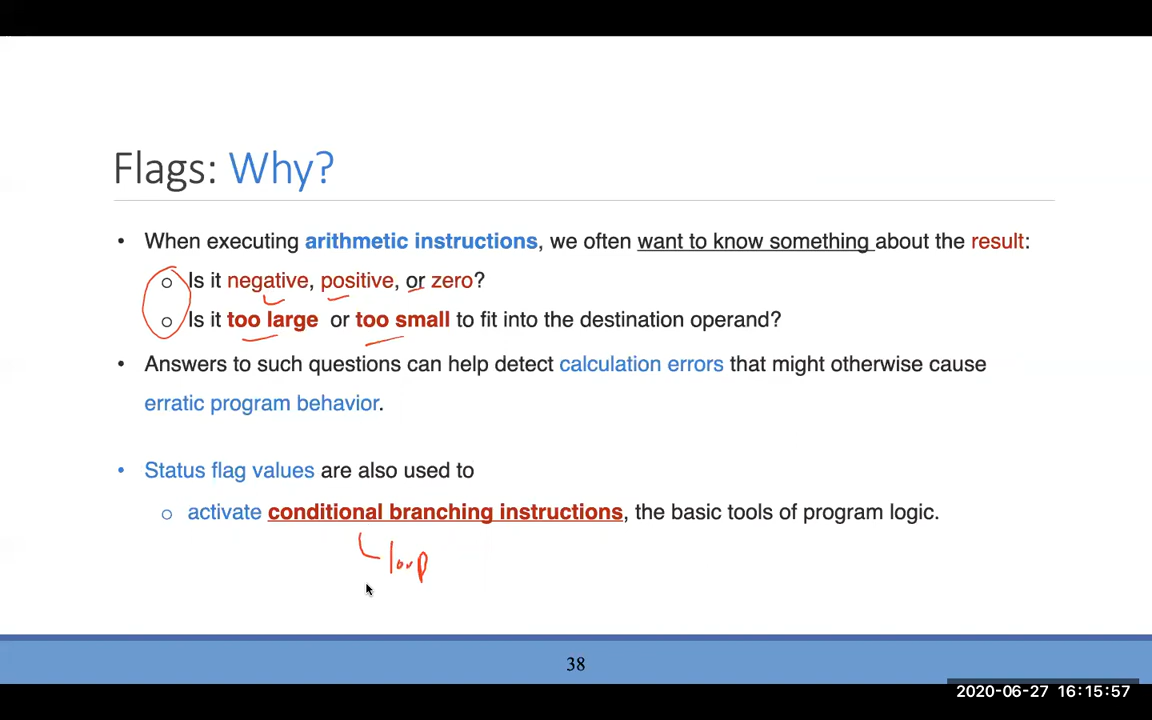 Flags: Why?
• When executing arithmetic instructions, we often want to know something about the result:
o Is it negative, positive, or zero?
o Is it too large or too small to fit into the destination operand?
• Answers to such questions can help detect calculation errors that might otherwise cause
erratic program behavior.
• Status flag values are also used to
o activate conditional branching instructions, the basic tools of program logic.
loop
38
2020-06-27 16:15:57